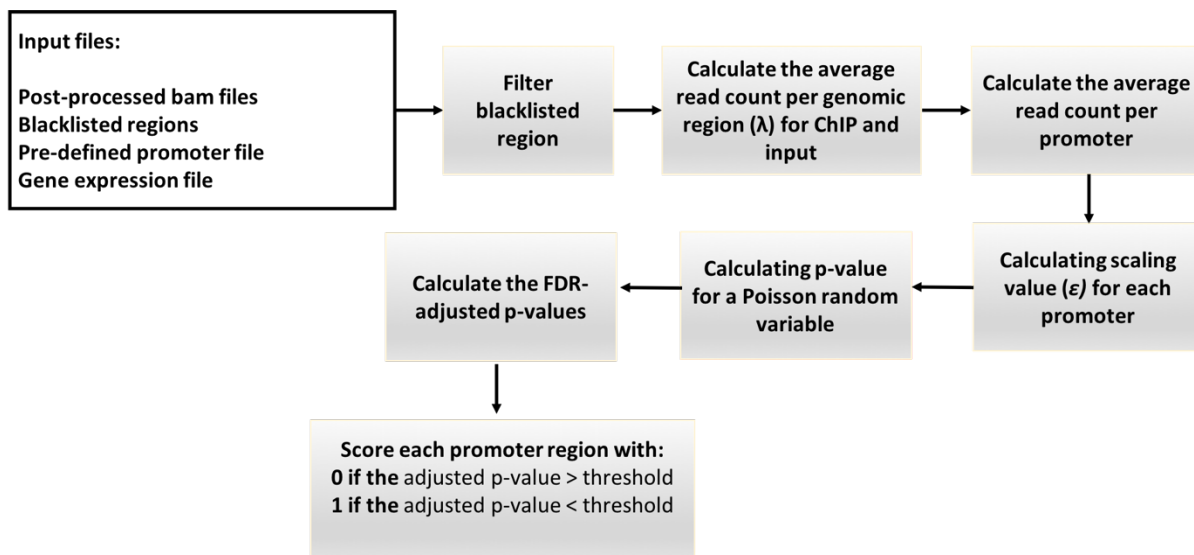 Input files:
Post-processed bam files
Blacklisted regions
Pre-defined promoter file
Gene expression file
Filter
blacklisted
region
Calculate the average
read count per genomic
region (λ) for ChIP and
input
Calculate the average
read count per
promoter
Calculating scaling
value (ε) for each
promoter
Calculating p-value
for a Poisson random
variable
Calculate the FDR-
adjusted p-values
Score each promoter region with:
0 if the adjusted p-value > threshold
1 if the adjusted p-value < threshold